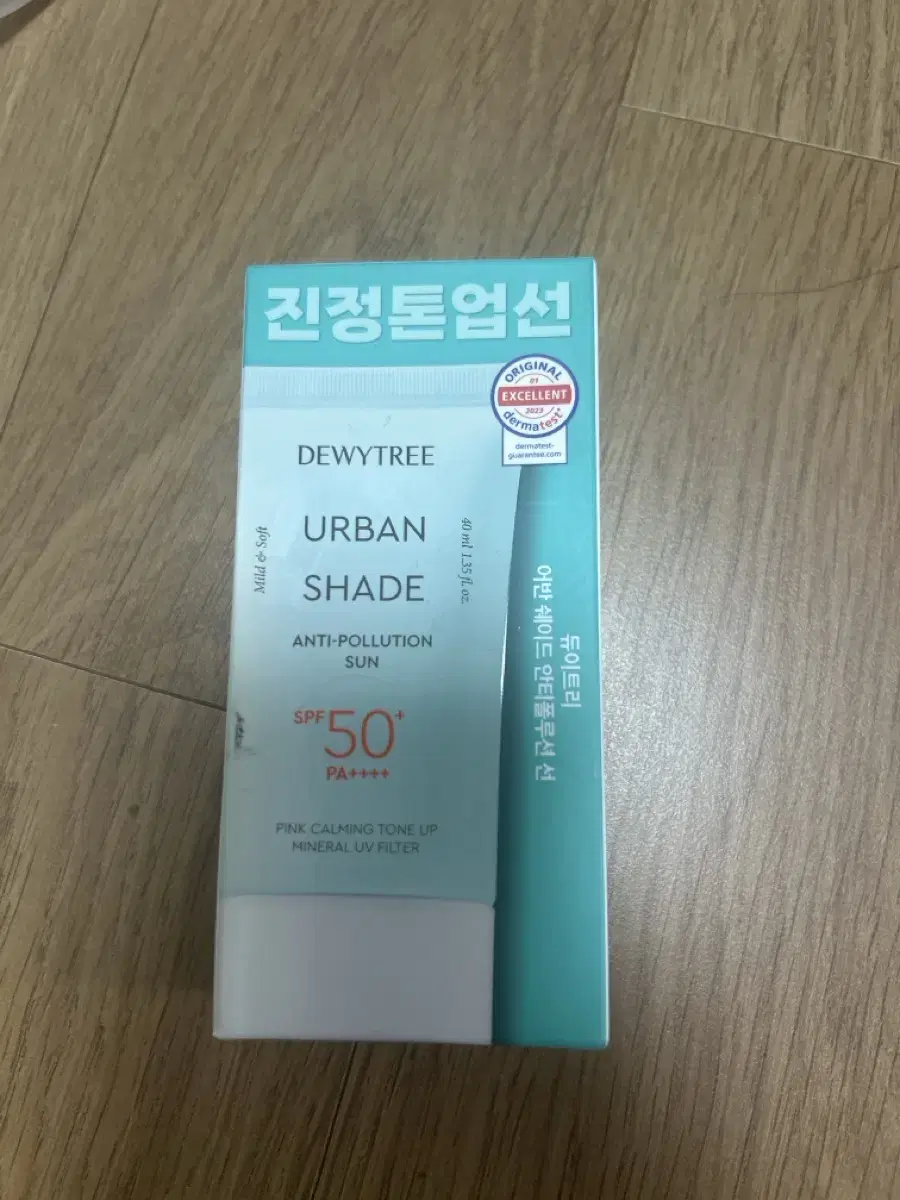 진정톤업선
ORIGINAL
01
EXCELLENT
2023
dermatest®
dermatest-
guarantee.com
DEWYTREE
URBAN
SHADE
Mild & Soft
40 ml 1.35 fl. oz.
ANTI-POLLUTION
SUN
SPF50+
PA++++
PINK CALMING TONE UP
MINERAL UV FILTER
듀이트리
어반 쉐이드 안티폴루션 선